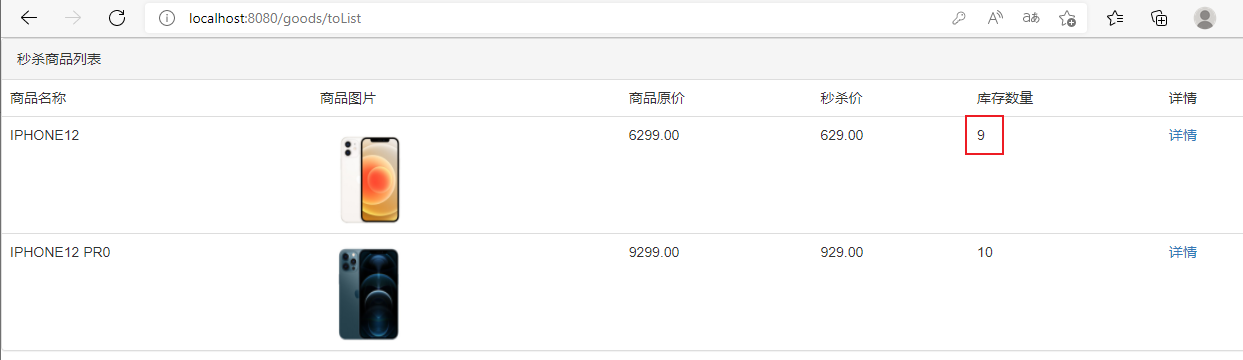 localhost:8080/goods/toList
秒杀商品列表
商品名称 商品图片 商品原价 秒杀价 库存数量 详情
IPHONE12 6299.00 629.00 9 详情
IPHONE12 PR0 9299.00 929.00 10 详情